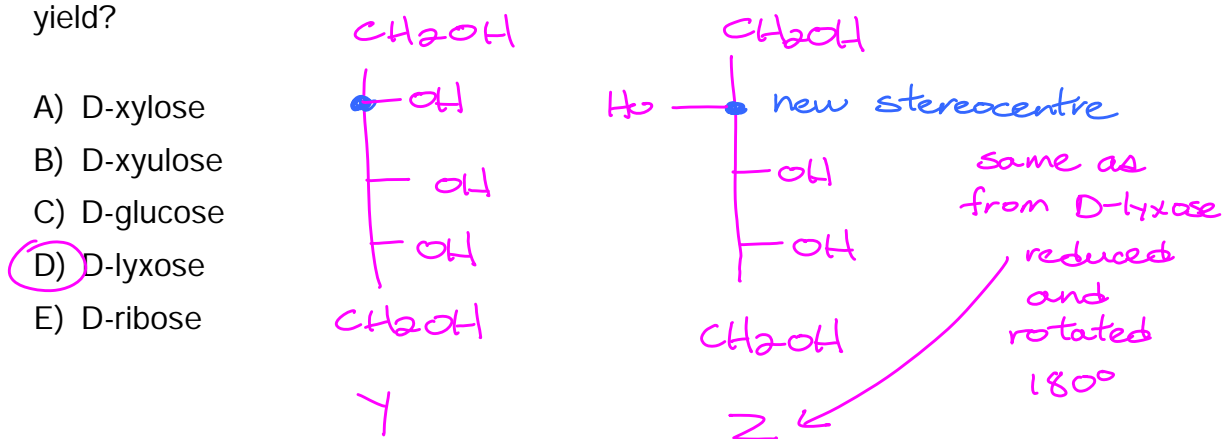 yield?
A) D-xylose
B) D-xyulose
C) D-glucose
D) D-lyxose
E) D-ribose
CH2OH
OH
OH
OH
CH2OH
Y
CH2OH
HO
new stereocentre
OH
OH
CH2OH
Z
same as
from D-lyxose
reduced
and
rotated
180°